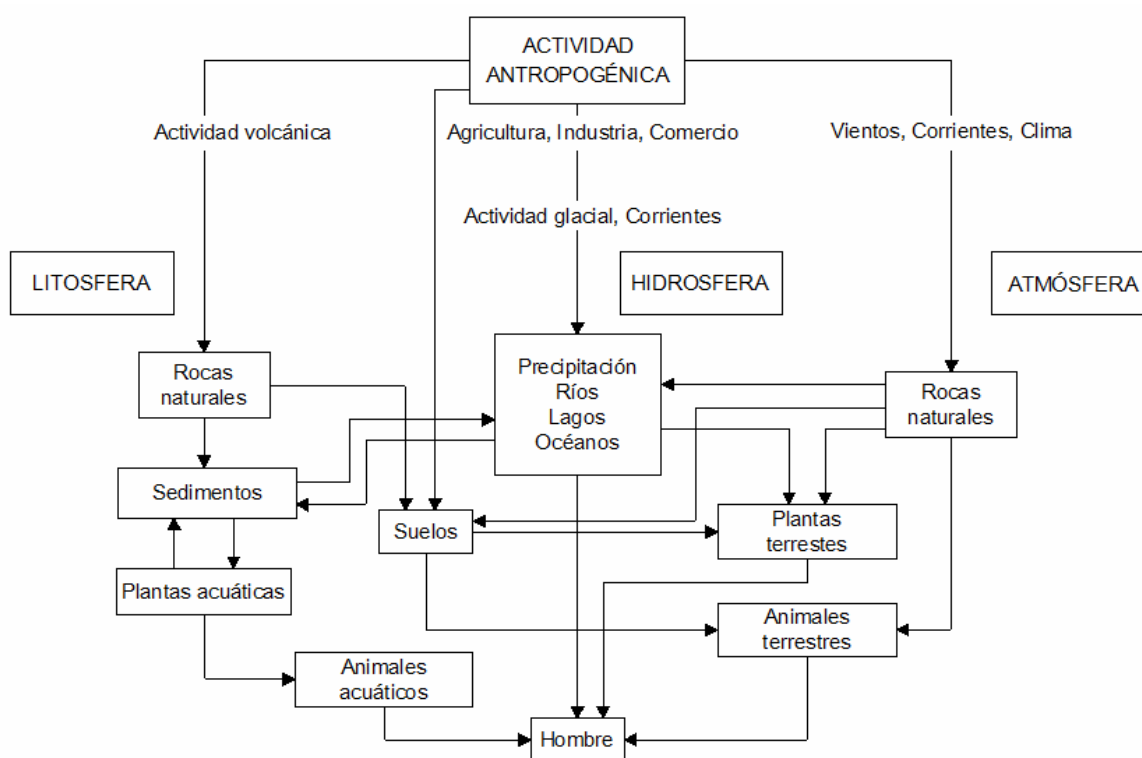 ACTIVIDAD
ANTROPOGÉNICA
Actividad volcánica
Agricultura, Industria, Comercio
Vientos, Corrientes, Clima
Actividad glacial, Corrientes
LITOSFERA
HIDROSFERA
ATMÓSFERA
Rocas
naturales
Precipitación
Ríos
Lagos
Océanos
Rocas
naturales
Sedimentos
Suelos
Plantas
terrestes
Plantas acuáticas
Animales
terrestres
Animales
acuáticos
Hombre